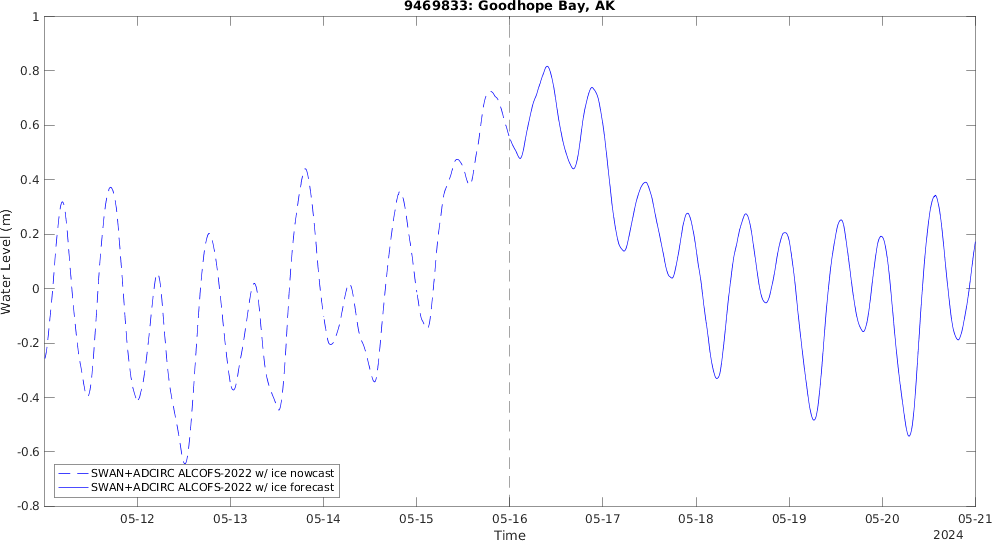 9469833: Goodhope Bay, AK
1
0.8
0.6
0.4
0.2
0
-0.2
-0.4
-0.6
-0.8
Water Level (m)
SWAN+ADCIRC ALCOFS-2022 w/ ice nowcast
SWAN+ADCIRC ALCOFS-2022 w/ ice forecast
05-12 05-13 05-14 05-15 05-16 05-17 05-18 05-19 05-20 05-21
Time
2024